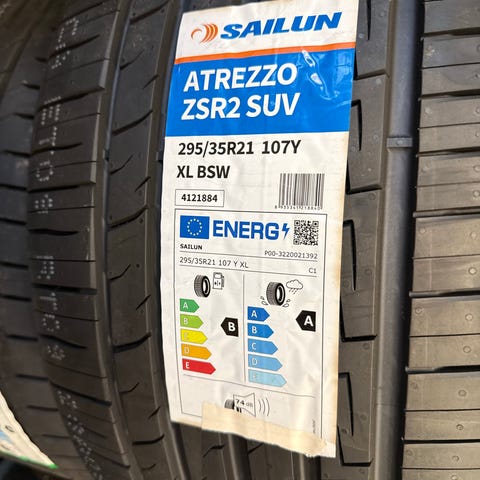 SAILUN
ATREZZO
ZSR2 SUV
295/35R21 107Y
XL BSW
4121884
ENERG
SAILUN
P00-3220021392
295/35R21 107 Y XL
C1
A
B
C
D
E
B
A
B
C
D
E
A
74 dB